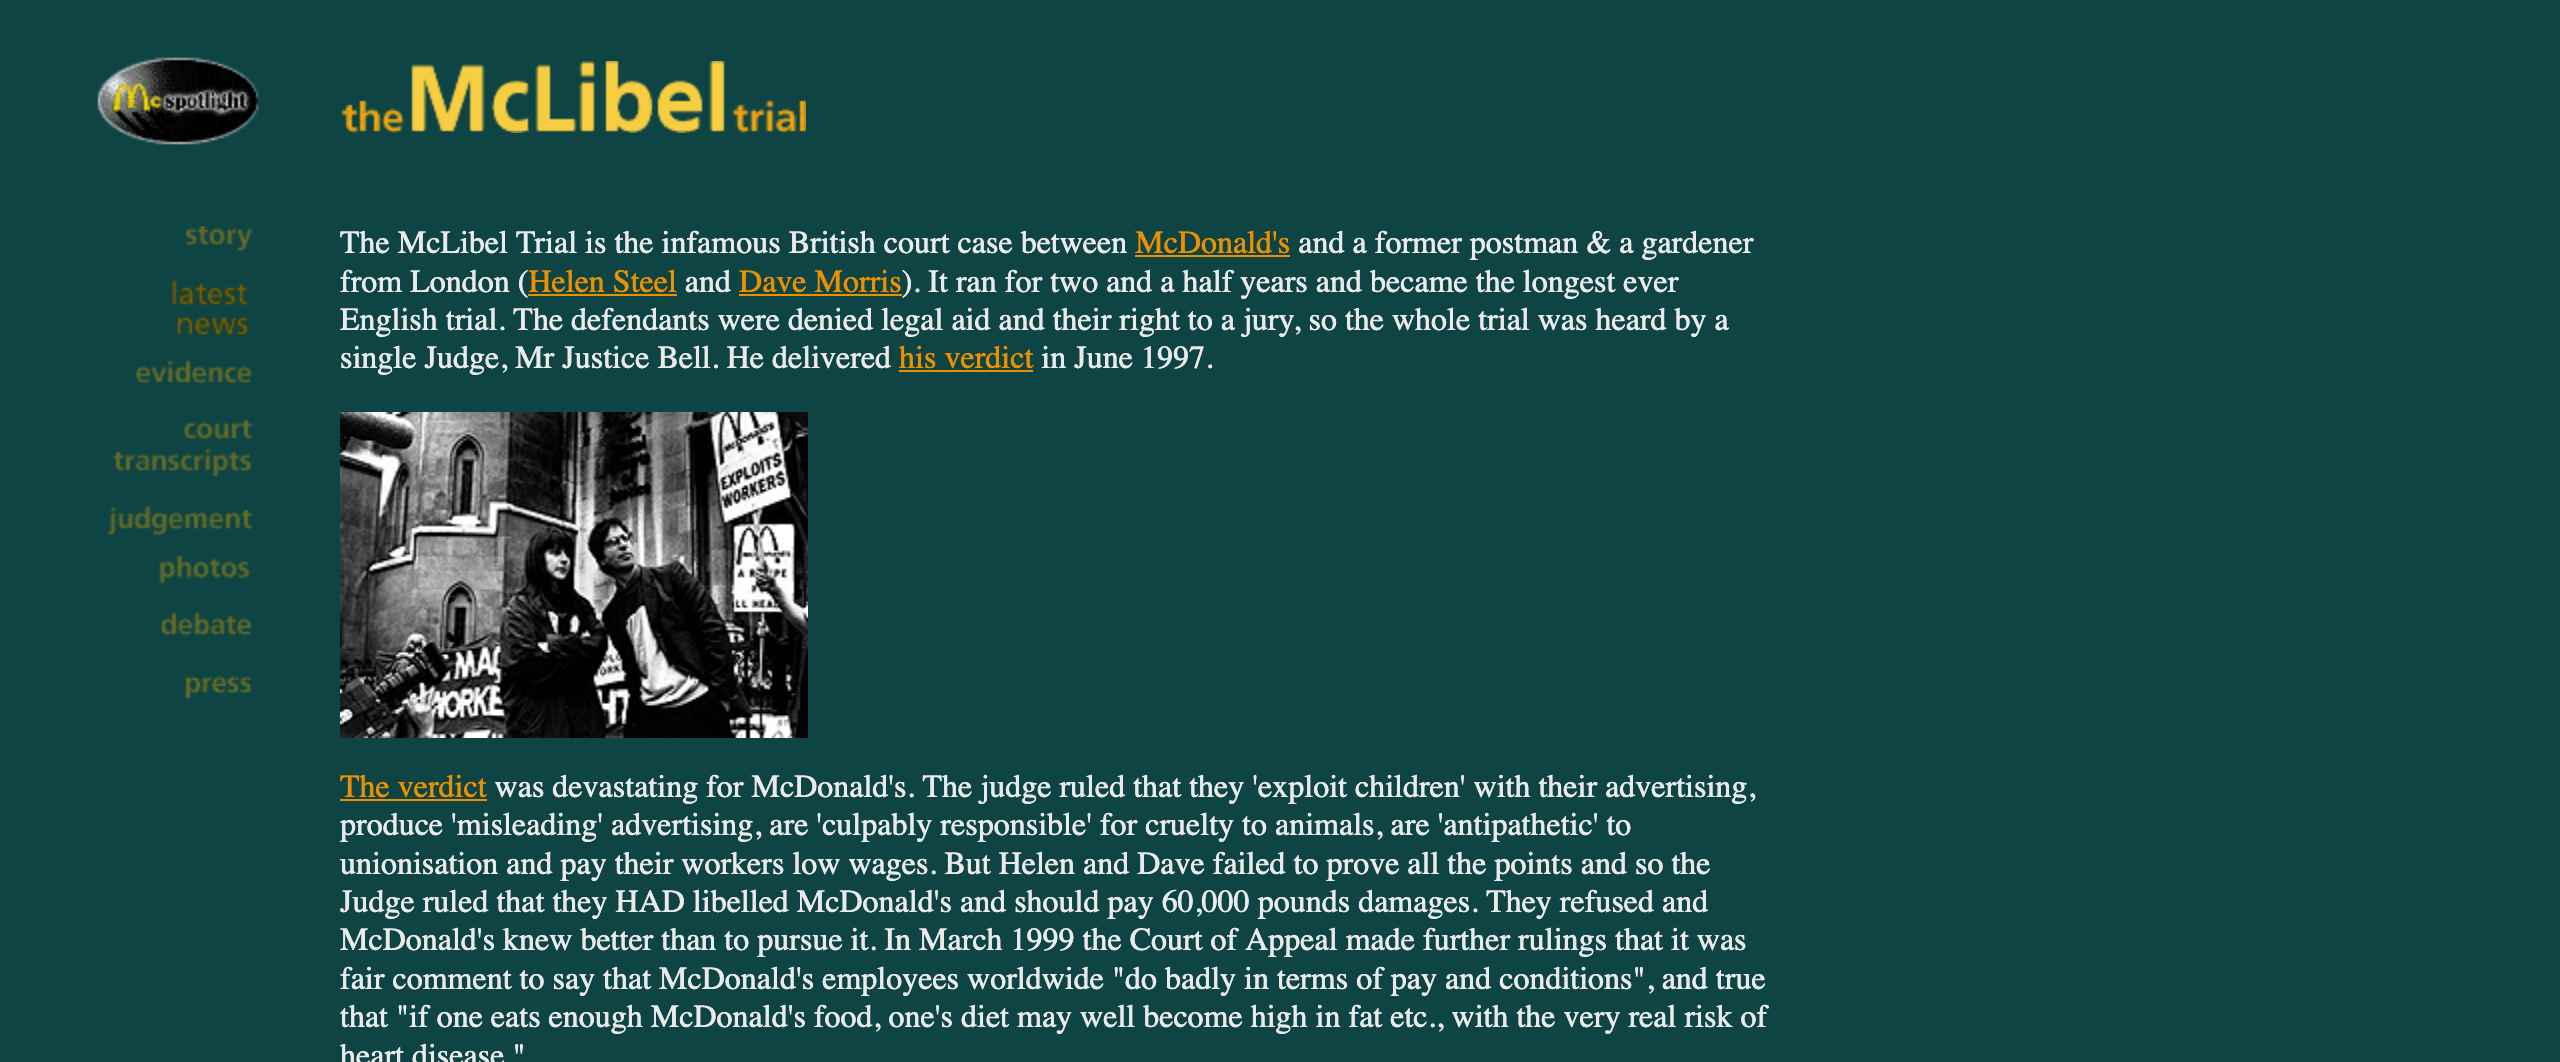 Mc spotlight
the McLibel trial
story
latest
news
evidence
court
transcripts
judgement
photos
debate
press
The McLibel Trial is the infamous British court case between McDonald's and a former postman & a gardener
from London (Helen Steel and Dave Morris). It ran for two and a half years and became the longest ever
English trial. The defendants were denied legal aid and their right to a jury, so the whole trial was heard by a
single Judge, Mr Justice Bell. He delivered his verdict in June 1997.
McDonald's
EXPLOITS
WORKERS
The verdict was devastating for McDonald's. The judge ruled that they 'exploit children' with their advertising,
produce 'misleading' advertising, are 'culpably responsible' for cruelty to animals, are 'antipathetic' to
unionisation and pay their workers low wages. But Helen and Dave failed to prove all the points and so the
Judge ruled that they HAD libelled McDonald's and should pay 60,000 pounds damages. They refused and
McDonald's knew better than to pursue it. In March 1999 the Court of Appeal made further rulings that it was
fair comment to say that McDonald's employees worldwide "do badly in terms of pay and conditions", and true
that "if one eats enough McDonald's food, one's diet may well become high in fat etc., with the very real risk of
heart disease."